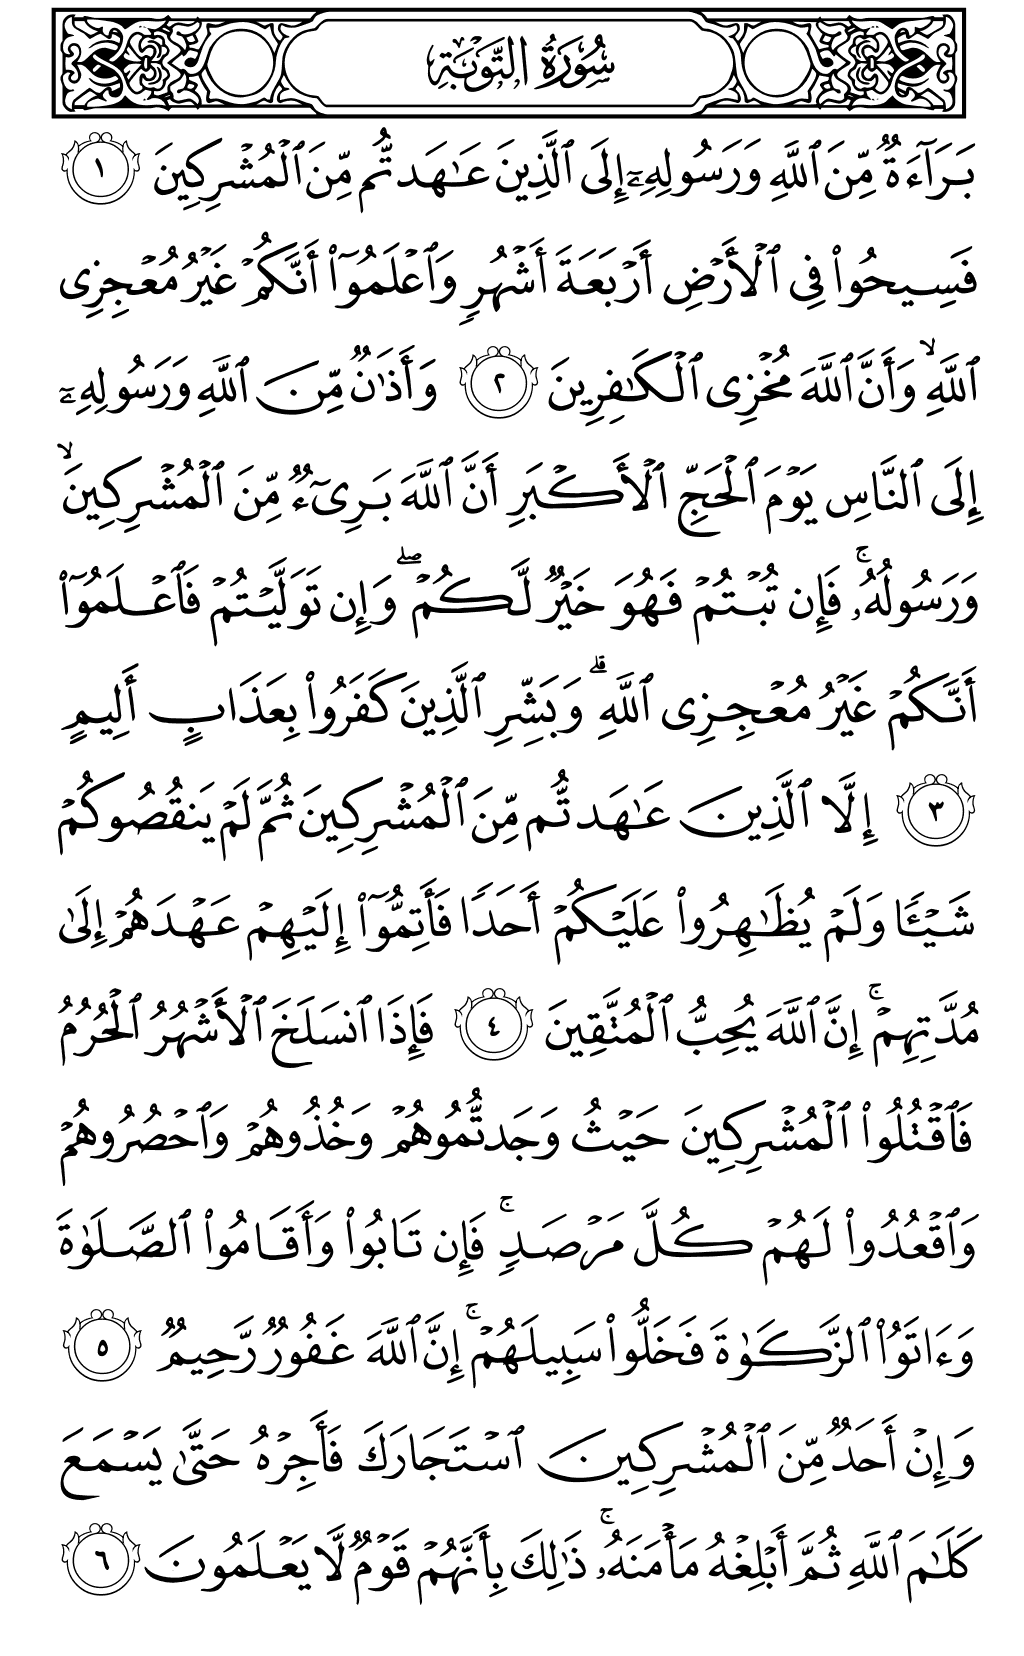 سُورَةُ التَّوْبَةِ
بَرَآءَةٌ مِّنَ ٱللَّهِ وَرَسُولِهِۦٓ إِلَى ٱلَّذِينَ عَٰهَدتُّم مِّنَ ٱلْمُشْرِكِينَ ١
فَسِيحُوا۟ فِى ٱلْأَرْضِ أَرْبَعَةَ أَشْهُرٍ وَٱعْلَمُوٓا۟ أَنَّكُمْ غَيْرُ مُعْجِزِى
ٱللَّهِ ۙ وَأَنَّ ٱللَّهَ مُخْزِى ٱلْكَٰفِرِينَ ٢ وَأَذَٰنٌ مِّنَ ٱللَّهِ وَرَسُولِهِۦٓ
إِلَى ٱلنَّاسِ يَوْمَ ٱلْحَجِّ ٱلْأَكْبَرِ أَنَّ ٱللَّهَ بَرِىٓءٌ مِّنَ ٱلْمُشْرِكِينَ ۙ
وَرَسُولُهُۥ ۚ فَإِن تُبْتُمْ فَهُوَ خَيْرٌ لَّكُمْ ۖ وَإِن تَوَلَّيْتُمْ فَٱعْلَمُوٓا۟
أَنَّكُمْ غَيْرُ مُعْجِزِى ٱللَّهِ ۗ وَبَشِّرِ ٱلَّذِينَ كَفَرُوا۟ بِعَذَابٍ أَلِيمٍ
٣ إِلَّا ٱلَّذِينَ عَٰهَدتُّم مِّنَ ٱلْمُشْرِكِينَ ثُمَّ لَمْ يَنقُصُوكُمْ
شَيْـًٔا وَلَمْ يُظَٰهِرُوا۟ عَلَيْكُمْ أَحَدًا فَأَتِمُّوٓا۟ إِلَيْهِمْ عَهْدَهُمْ إِلَىٰ
مُدَّتِهِمْ ۚ إِنَّ ٱللَّهَ يُحِبُّ ٱلْمُتَّقِينَ ٤ فَإِذَا ٱنسَلَخَ ٱلْأَشْهُرُ ٱلْحُرُمُ
فَٱقْتُلُوا۟ ٱلْمُشْرِكِينَ حَيْثُ وَجَدتُّمُوهُمْ وَخُذُوهُمْ وَٱحْصُرُوهُمْ
وَٱقْعُدُوا۟ لَهُمْ كُلَّ مَرْصَدٍ ۚ فَإِن تَابُوا۟ وَأَقَامُوا۟ ٱلصَّلَوٰةَ
وَءَاتَوُا۟ ٱلزَّكَوٰةَ فَخَلُّوا۟ سَبِيلَهُمْ ۚ إِنَّ ٱللَّهَ غَفُورٌ رَّحِيمٌ ٥
وَإِنْ أَحَدٌ مِّنَ ٱلْمُشْرِكِينَ ٱسْتَجَارَكَ فَأَجِرْهُ حَتَّىٰ يَسْمَعَ
كَلَٰمَ ٱللَّهِ ثُمَّ أَبْلِغْهُ مَأْمَنَهُۥ ۚ ذَٰلِكَ بِأَنَّهُمْ قَوْمٌ لَّا يَعْلَمُونَ ٦